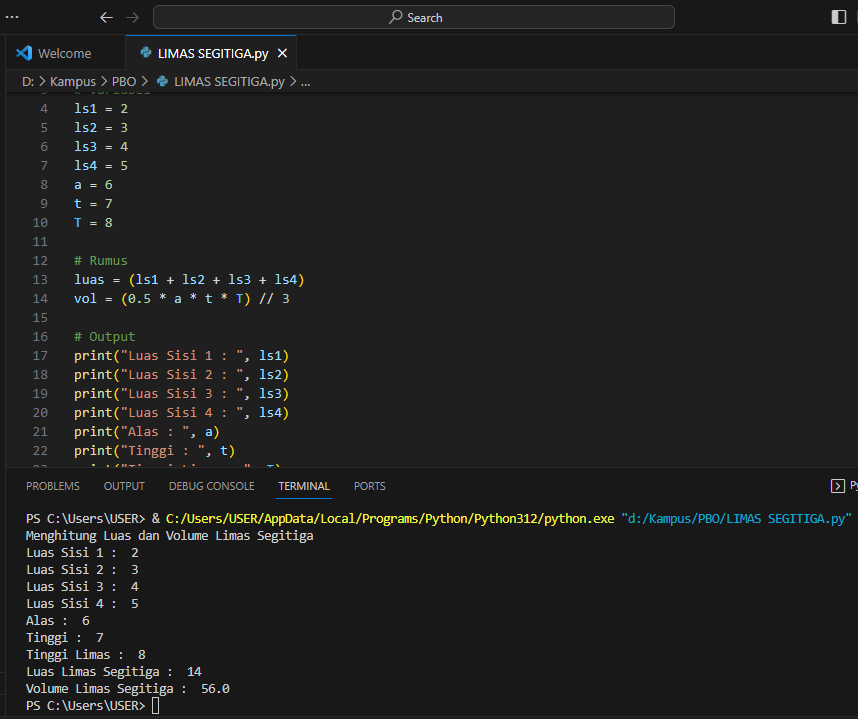 Search
Welcome
LIMAS SEGITIGA.py
D: > Kampus > PBO > LIMAS SEGITIGA.py > ...
4 ls1 = 2
5 ls2 = 3
6 ls3 = 4
7 ls4 = 5
8 a = 6
9 t = 7
10 T = 8
11
12 # Rumus
13 luas = (ls1 + ls2 + ls3 + ls4)
14 vol = (0.5 * a * t * T) // 3
15
16 # Output
17 print("Luas Sisi 1 : ", ls1)
18 print("Luas Sisi 2 : ", ls2)
19 print("Luas Sisi 3 : ", ls3)
20 print("Luas Sisi 4 : ", ls4)
21 print("Alas : ", a)
22 print("Tinggi : ", t)
PROBLEMS OUTPUT DEBUG CONSOLE TERMINAL PORTS Py
PS C:\Users\USER> & C:/Users/USER/AppData/Local/Programs/Python/Python312/python.exe "d:/Kampus/PBO/LIMAS SEGITIGA.py"
Menghitung Luas dan Volume Limas Segitiga
Luas Sisi 1 :  2
Luas Sisi 2 :  3
Luas Sisi 3 :  4
Luas Sisi 4 :  5
Alas :  6
Tinggi :  7
Tinggi Limas :  8
Luas Limas Segitiga :  14
Volume Limas Segitiga :  56.0
PS C:\Users\USER>